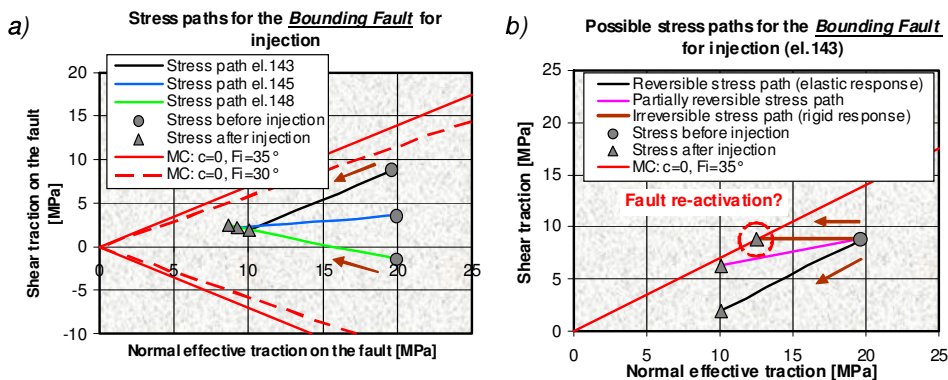 a)
Stress paths for the Bounding Fault for
injection
Stress path el.143
Stress path el.145
Stress path el.148
Stress before injection
Stress after injection
MC: c=0, Fi=35°
MC: c=0, Fi=30°
Shear traction on the fault
[MPa]
20
15
10
5
0
-5
-10
0
5
10
15
20
25
Normal effective traction on the fault [MPa]
b)
Possible stress paths for the Bounding Fault
for injection (el.143)
Reversible stress path (elastic response)
Partially reversible stress path
Irreversible stress path (rigid response)
Stress before injection
Stress after injection
MC: c=0, Fi=35°
Fault re-activation?
Shear traction [MPa]
25
20
15
10
5
0
0
5
10
15
20
25
Normal effective traction [MPa]